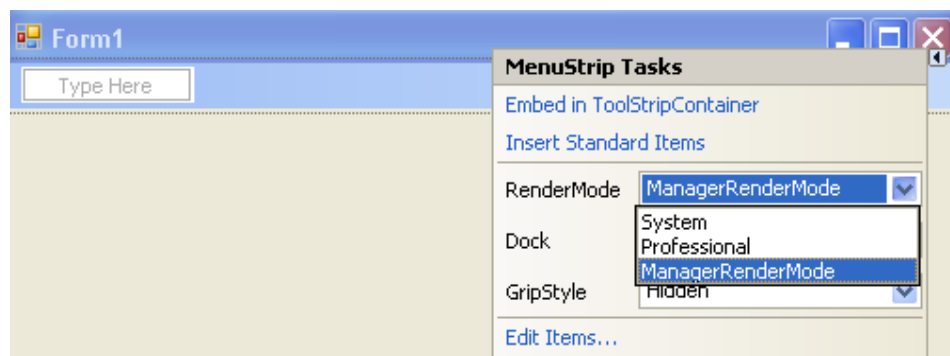 Form1
Type Here
MenuStrip Tasks
Embed in ToolStripContainer
Insert Standard Items
RenderMode ManagerRenderMode
System
Dock
Professional
ManagerRenderMode
GripStyle Hidden
Edit Items...